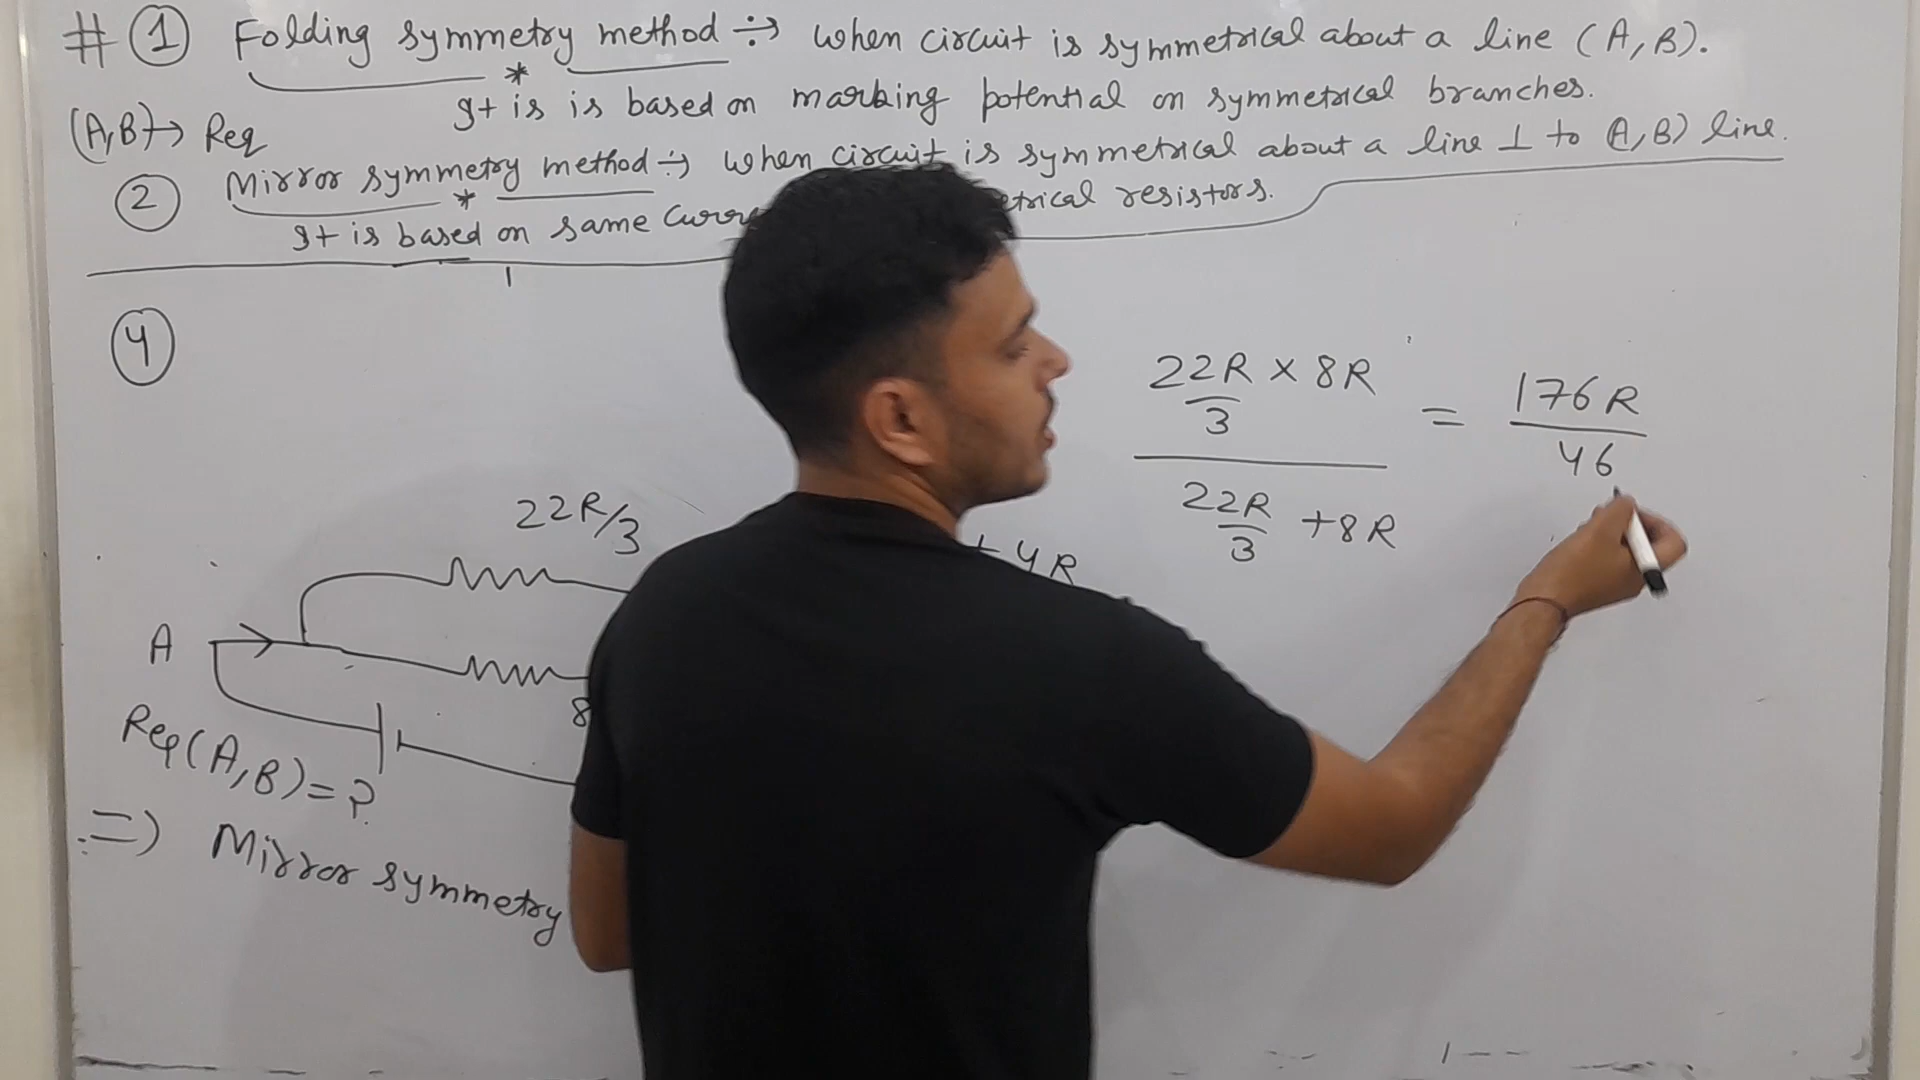 # ① Folding symmetry method ÷→ when circuit is symmetrical about a line (A,B).
* It is is based on marking potential on symmetrical branches.
(A,B)→ Req
② Mirror symmetry method ÷→ when circuit is symmetrical about a line ⊥ to (A,B) line.
* It is based on same resistors.
④
22R/3
+ 4R
A
8
Req(A,B)=?
⇒ Mirror symmetry
22R/3 × 8R
22R/3 + 8R
= 176R/46